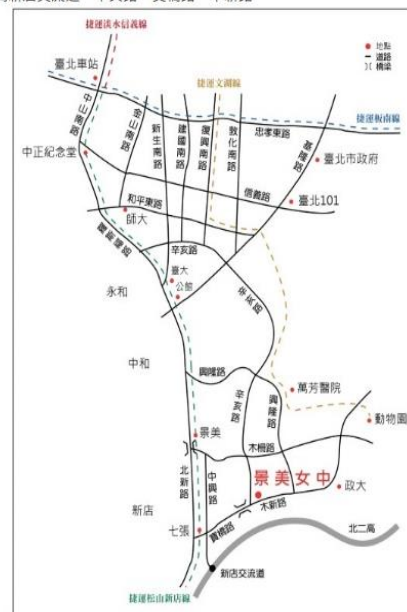 捷運淡水信義線
地點
道路
橋梁
臺北車站
捷運文湖線
捷運板南線
中山南路
金山南路
新生南路
建國南路
復興南路
敦化南路
忠孝東路
基隆路
中正紀念堂
臺北市政府
信義路
臺北101
和平東路
師大
羅斯福路
辛亥路
臺大
公館
永和
辛亥路
中和
興隆路
辛亥路
興隆路
萬芳醫院
動物園
景美
木柵路
北新路
中興路
景美女中
政大
木新路
新店
七張
寶橋路
北二高
新店交流道
捷運松山新店線